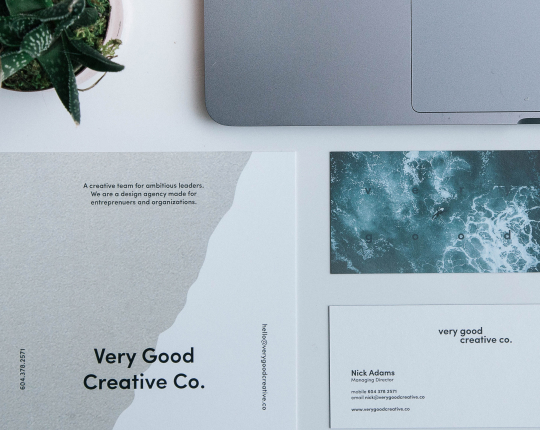 A creative team for ambitious leaders.
We are a design agency made for
entreprenuers and organizations.
Very Good
Creative Co.
604.378.2571
hello@verygoodcreative.co
very good
creative co.
Nick Adams
Managing Director
mobile 604 378 2571
email nick@verygoodcreative.co
www.verygoodcreative.co